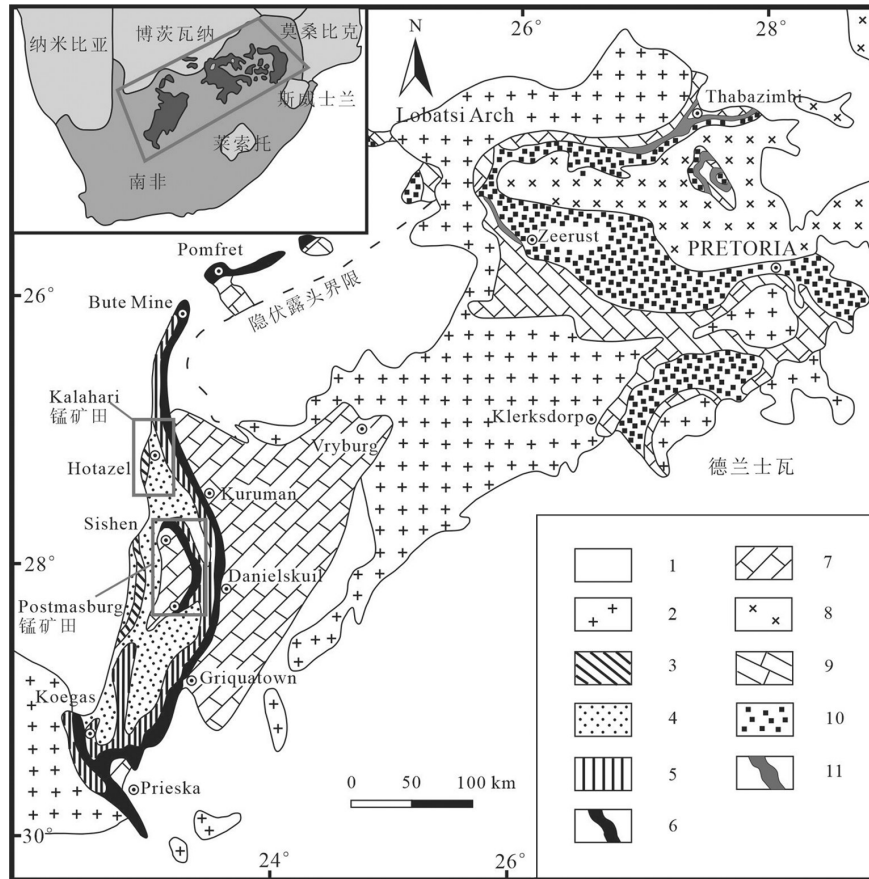 纳米比亚
博茨瓦纳
莫桑比克
斯威士兰
莱索托
南非
N
26°
28°
Lobatsi Arch
Thabazimbi
Zeerust
PRETORIA
Pomfret
26°
Bute Mine
隐伏露头界限
Kalahari
锰矿田
Hotazel
Vryburg
Klerksdorp
德兰士瓦
Kuruman
Sishen
28°
Danielskuil
Postmasburg
锰矿田
Griquatown
Koegas
Prieska
0 50 100 km
30°
24°
26°
1
2
3
4
5
6
7
8
9
10
11